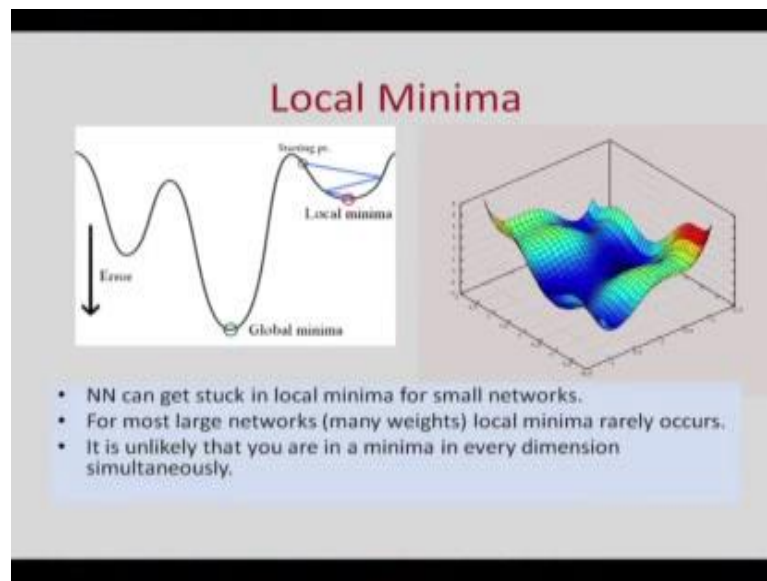 Local Minima
Starting pt.
Local minima
Error
Global minima
• NN can get stuck in local minima for small networks.
• For most large networks (many weights) local minima rarely occurs.
• It is unlikely that you are in a minima in every dimension
simultaneously.